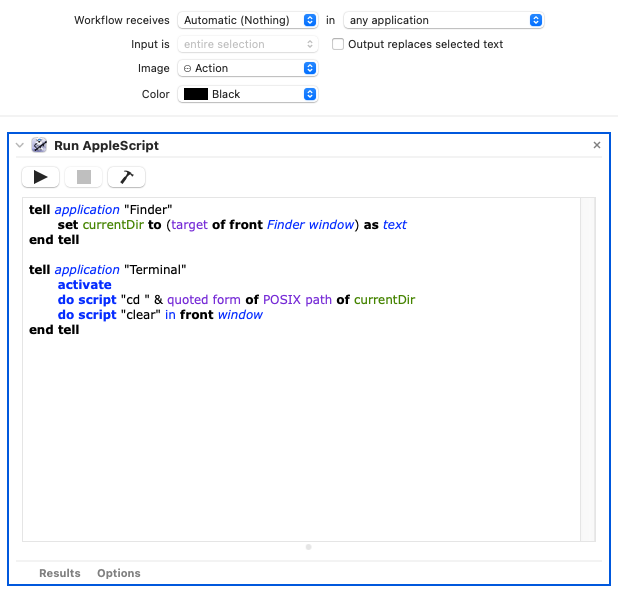 Workflow receives Automatic (Nothing) in any application
Input is entire selection Output replaces selected text
Image Action
Color Black
Run AppleScript
tell application "Finder"
set currentDir to (target of front Finder window) as text
end tell
tell application "Terminal"
activate
do script "cd " & quoted form of POSIX path of currentDir
do script "clear" in front window
end tell
Results Options